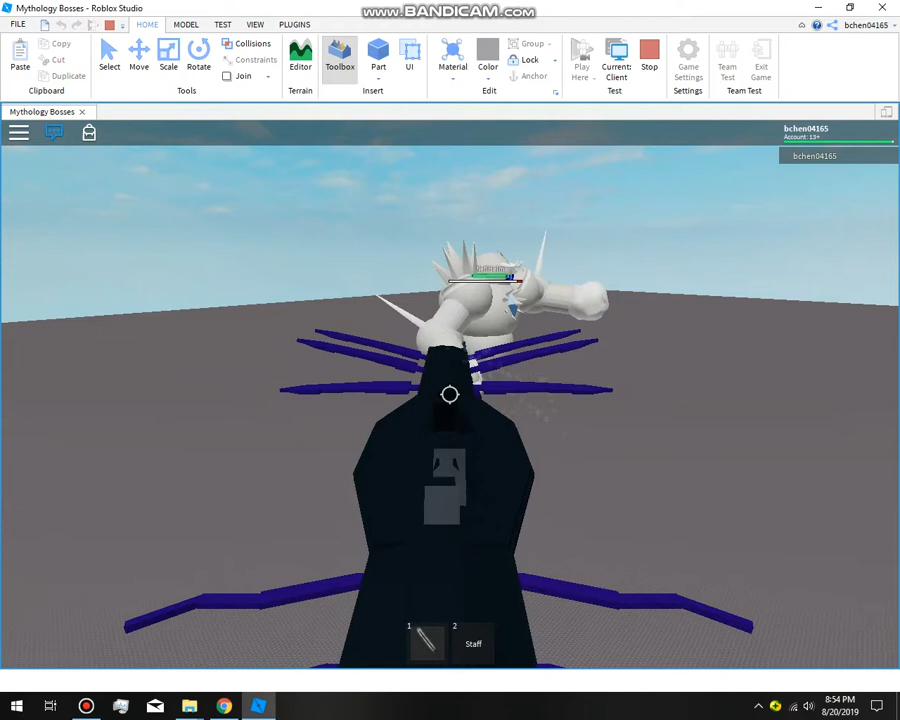 www.BANDICAM.com
Mythology Bosses - Roblox Studio
FILE
HOME
MODEL
TEST
VIEW
PLUGINS
bchen04165
Paste
Copy
Cut
Duplicate
Clipboard
Select
Move
Scale
Rotate
Collisions
Constraints
Join
Tools
Editor
Terrain
Toolbox
Part
UI
Insert
Material
Color
Group
Lock
Anchor
Edit
Play
Here
Current:
Client
Stop
Test
Game
Settings
Settings
Team
Test
Exit
Game
Team Test
Mythology Bosses
bchen04165
Account: 13+
bchen04165
1
2
Staff
8:54 PM
8/20/2019